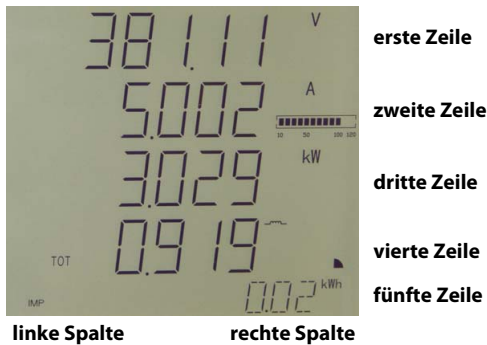 381.11 V erste Zeile
5.002 A zweite Zeile
10 50 100 120
3.029 kW dritte Zeile
TOT 0.919 vierte Zeile
IMP 0.02 kWh fünfte Zeile
linke Spalte rechte Spalte